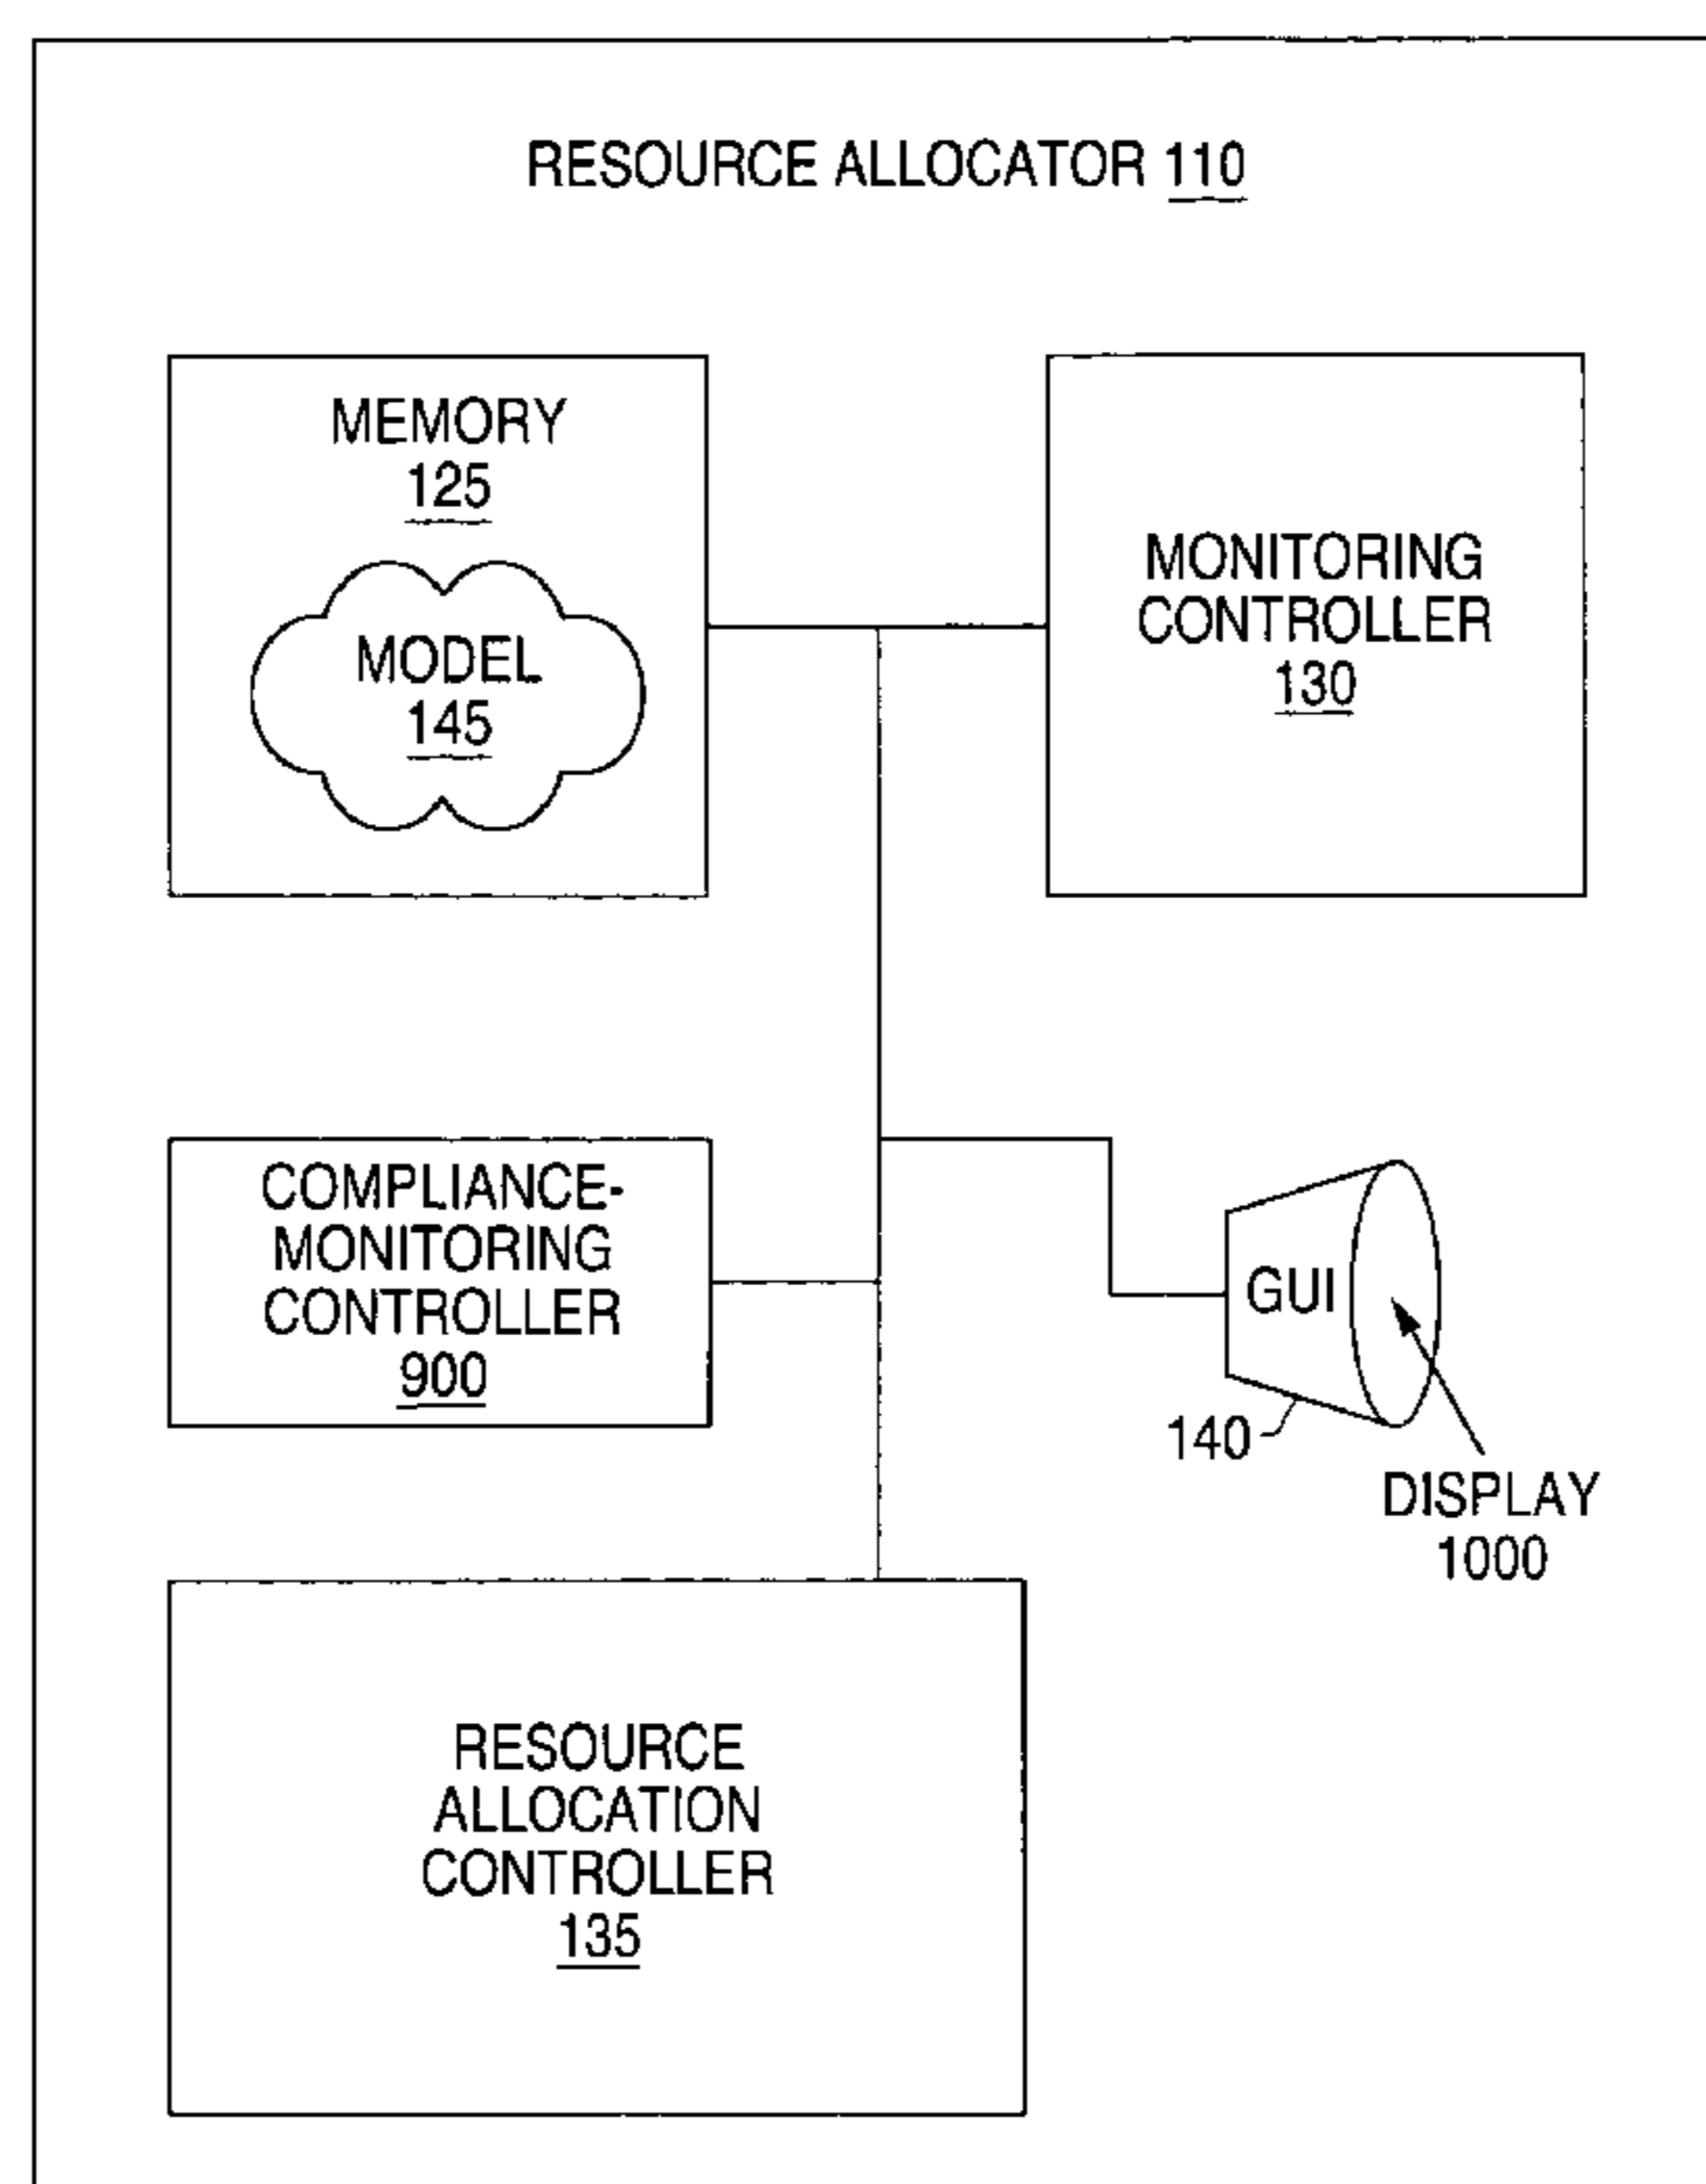 RESOURCE ALLOCATOR 110
MEMORY
125
MODEL
145
MONITORING
CONTROLLER
130
COMPLIANCE-
MONITORING
CONTROLLER
900
GUI
140
DISPLAY
1000
RESOURCE
ALLOCATION
CONTROLLER
135